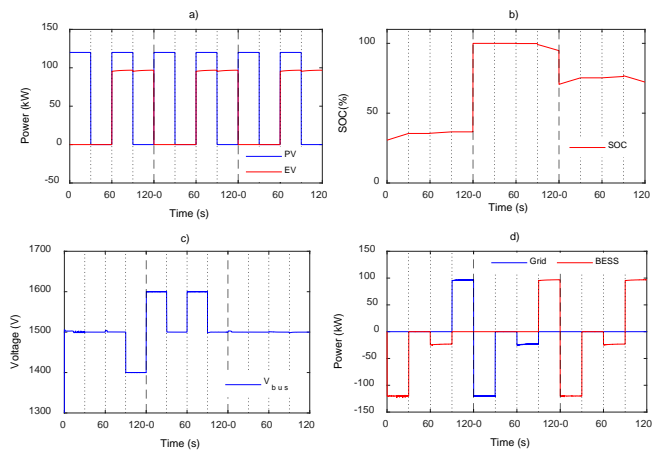 a)
150
100
50
0
-50
Power (kW)
0 60 120-0 60 120-0 60 120
Time (s)
PV
EV
b)
100
50
0
SOC(%)
0 60 120-0 60 120-0 60 120
Time (s)
SOC
c)
1700
1600
1500
1400
1300
Voltage (V)
0 60 120-0 60 120-0 60 120
Time (s)
V bus
d)
150
100
50
0
-50
-100
-150
Power (kW)
0 60 120-0 60 120-0 60 120
Time (s)
Grid BESS